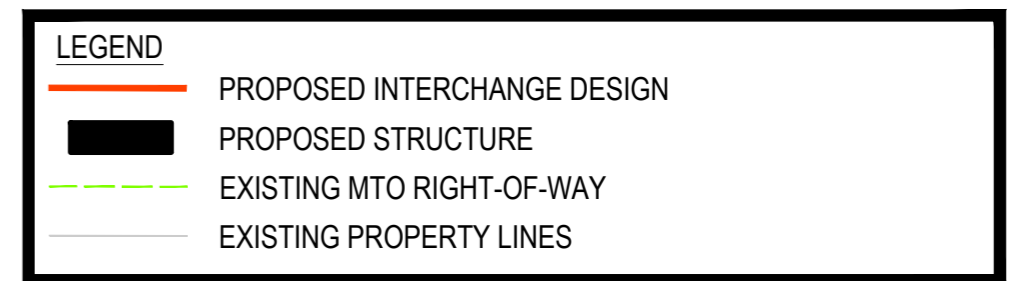 LEGEND
PROPOSED INTERCHANGE DESIGN
PROPOSED STRUCTURE
EXISTING MTO RIGHT-OF-WAY
EXISTING PROPERTY LINES